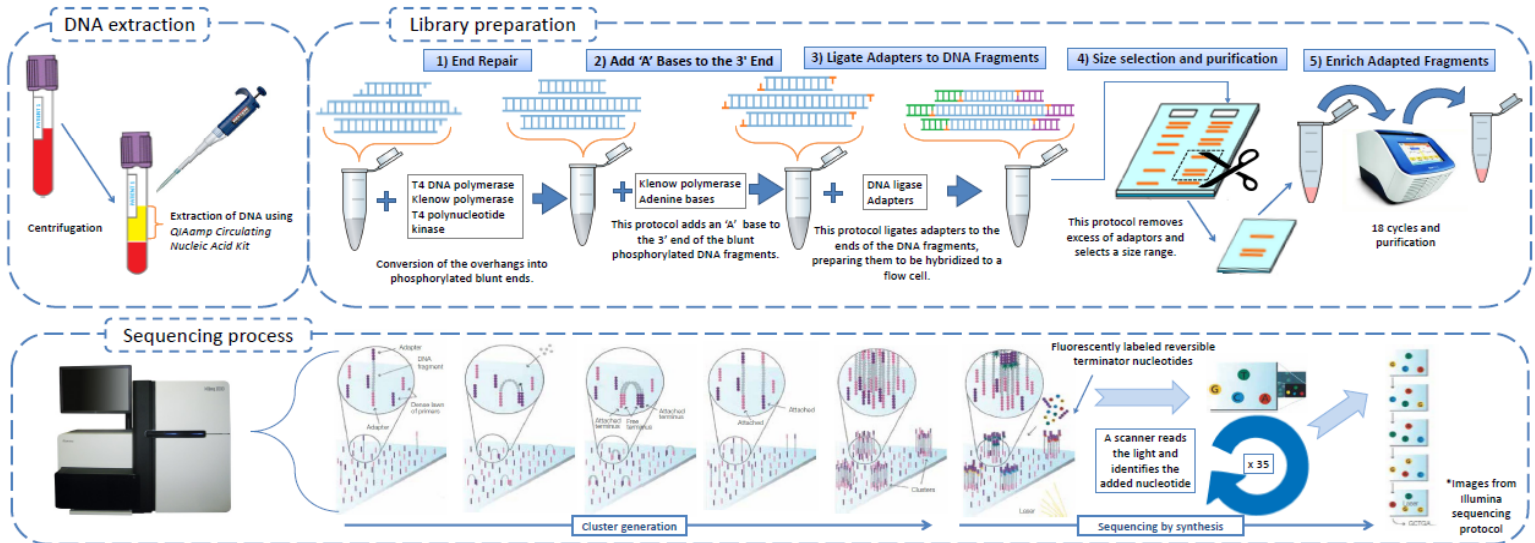 DNA extraction
PATIENT 1
PATIENT 1
Centrifugation
Extraction of DNA using
QIAamp Circulating
Nucleic Acid Kit
Library preparation
1) End Repair
T4 DNA polymerase
Klenow polymerase
T4 polynucleotide
kinase
Conversion of the overhangs into
phosphorylated blunt ends.
2) Add ‘A’ Bases to the 3' End
Klenow polymerase
Adenine bases
This protocol adds an ‘A’ base to
the 3’ end of the blunt
phosphorylated DNA fragments.
3) Ligate Adapters to DNA Fragments
DNA ligase
Adapters
This protocol ligates adapters to the
ends of the DNA fragments,
preparing them to be hybridized to a
flow cell.
4) Size selection and purification
This protocol removes
excess of adaptors and
selects a size range.
5) Enrich Adapted Fragments
18 cycles and
purification
Sequencing process
Adapter
DNA
fragment
Dense lawn
of primers
Adapter
Attached
terminus
Free
terminus
Attached
terminus
Attached
Attached
Clusters
Laser
Cluster generation
Fluorescently labeled reversible
terminator nucleotides
A scanner reads
the light and
identifies the
added nucleotide
T
G
C
A
x 35
Sequencing by synthesis
Laser
GCTGA...
*Images from
Illumina
sequencing
protocol